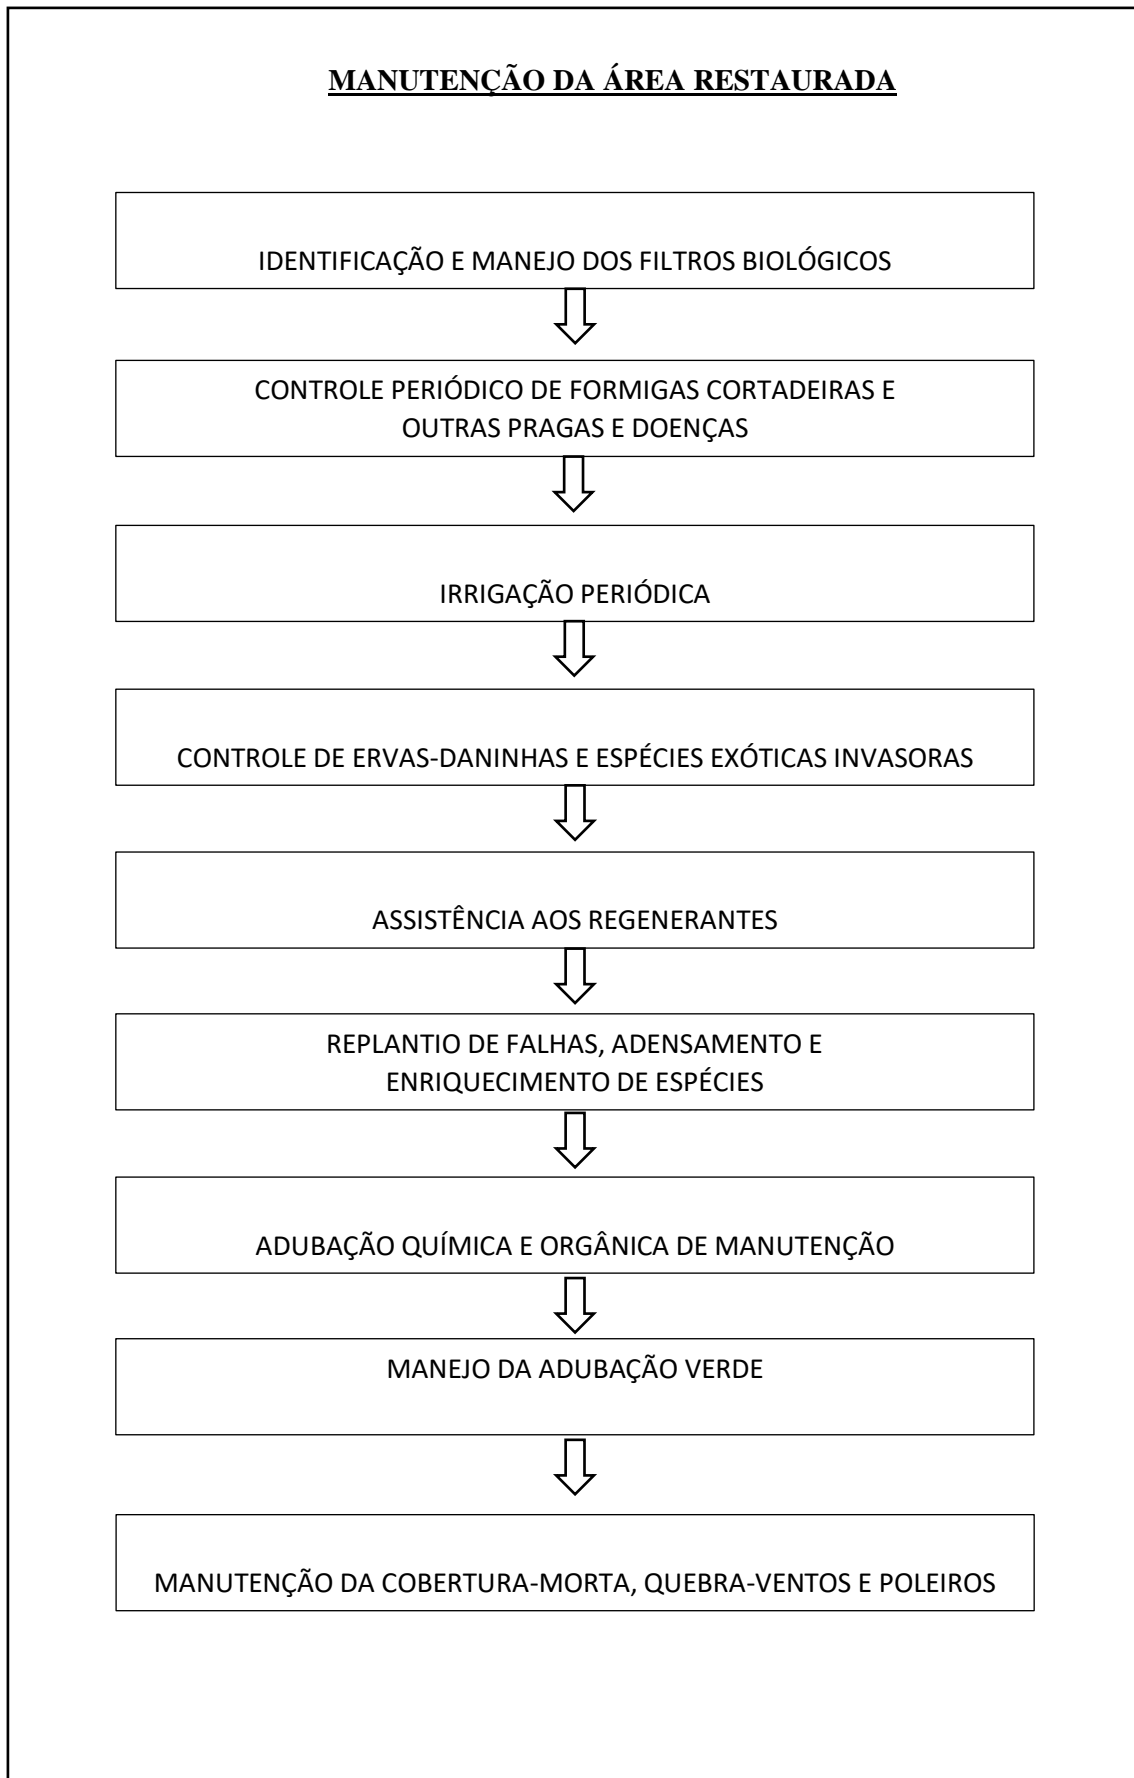 MANUTENÇÃO DA ÁREA RESTAURADA
IDENTIFICAÇÃO E MANEJO DOS FILTROS BIOLÓGICOS
CONTROLE PERIÓDICO DE FORMIGAS CORTADEIRAS E
OUTRAS PRAGAS E DOENÇAS
IRRIGAÇÃO PERIÓDICA
CONTROLE DE ERVAS-DANINHAS E ESPÉCIES EXÓTICAS INVASORAS
ASSISTÊNCIA AOS REGENERANTES
REPLANTIO DE FALHAS, ADENSAMENTO E
ENRIQUECIMENTO DE ESPÉCIES
ADUBAÇÃO QUÍMICA E ORGÂNICA DE MANUTENÇÃO
MANEJO DA ADUBAÇÃO VERDE
MANUTENÇÃO DA COBERTURA-MORTA, QUEBRA-VENTOS E POLEIROS